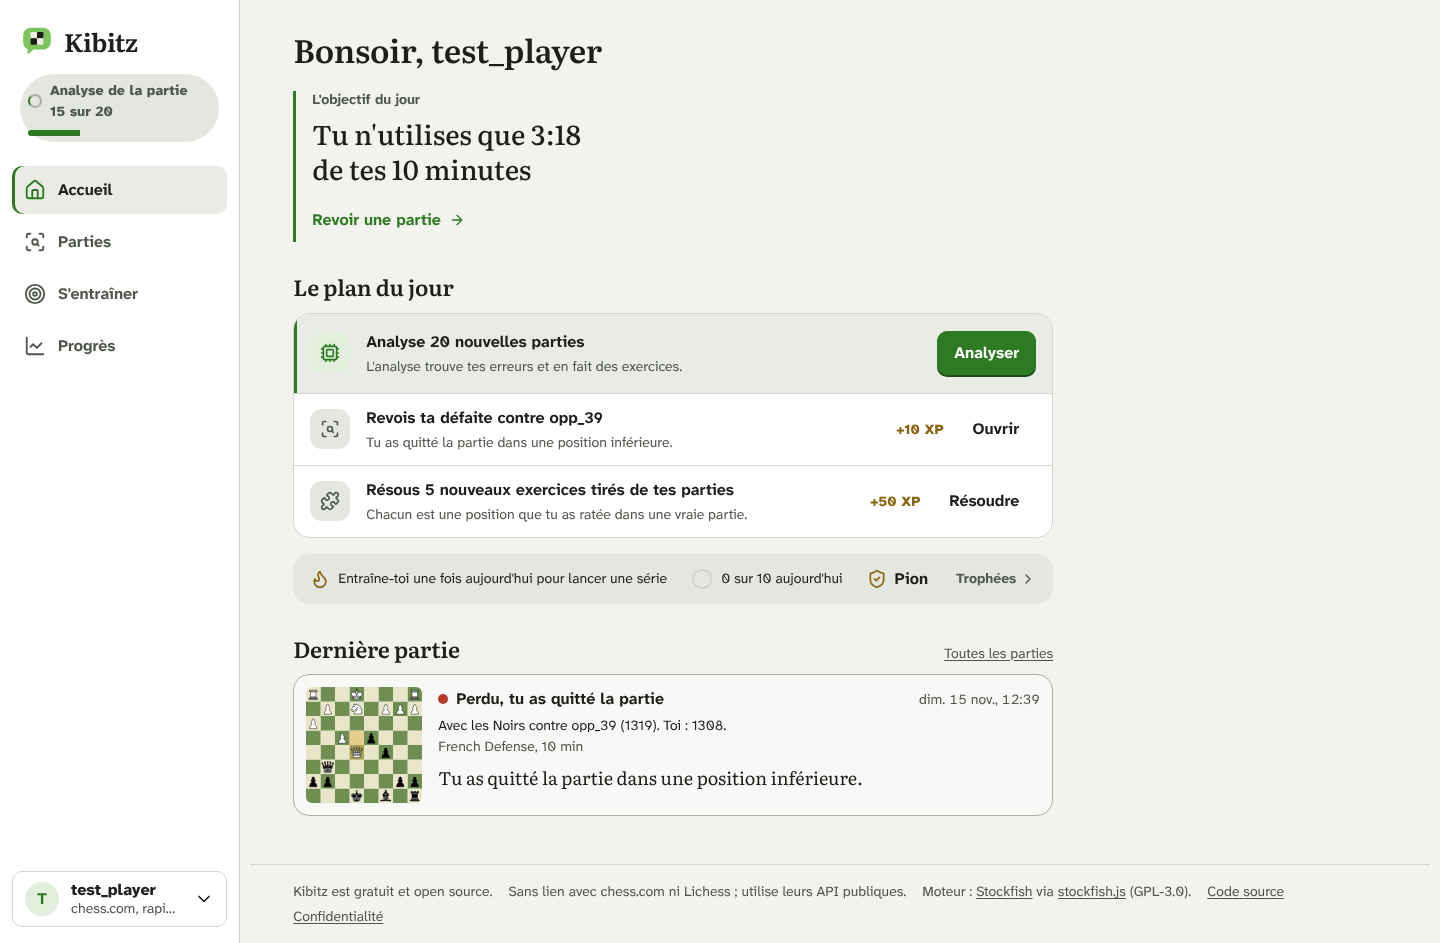 Kibitz
Analyse de la partie
15 sur 20
Accueil
Parties
S'entraîner
Progrès
T
test_player
chess.com, rapi...
Bonsoir, test_player
L'objectif du jour
Tu n'utilises que 3:18
de tes 10 minutes
Revoir une partie
Le plan du jour
Analyse 20 nouvelles parties
L'analyse trouve tes erreurs et en fait des exercices.
Analyser
Revois ta défaite contre opp_39
Tu as quitté la partie dans une position inférieure.
+10 XP
Ouvrir
Résous 5 nouveaux exercices tirés de tes parties
Chacun est une position que tu as ratée dans une vraie partie.
+50 XP
Résoudre
Entraîne-toi une fois aujourd'hui pour lancer une série
0 sur 10 aujourd'hui
Pion
Trophées
Dernière partie
Toutes les parties
Perdu, tu as quitté la partie
dim. 15 nov., 12:39
Avec les Noirs contre opp_39 (1319). Toi : 1308.
French Defense, 10 min
Tu as quitté la partie dans une position inférieure.
Kibitz est gratuit et open source. Sans lien avec chess.com ni Lichess ; utilise leurs API publiques. Moteur : Stockfish via stockfish.js (GPL-3.0). Code source
Confidentialité